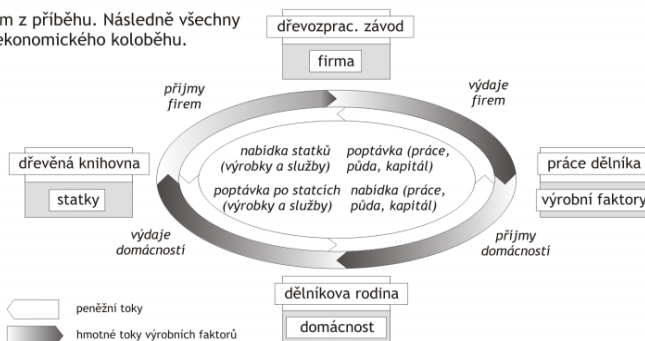 m z příběhu. Následně všechny
ekonomického koloběhu.
dřevozprac. závod
firma
příjmy
firem
výdaje
firem
nabídka statků
(výrobky a služby)
poptávka (práce,
půda, kapitál)
dřevěná knihovna
statky
práce dělníka
výrobní faktory
poptávka po statcích
(výrobky a služby)
nabídka (práce,
půda, kapitál)
výdaje
domácností
příjmy
domácností
dělníkova rodina
domácnost
peněžní toky
hmotné toky výrobních faktorů